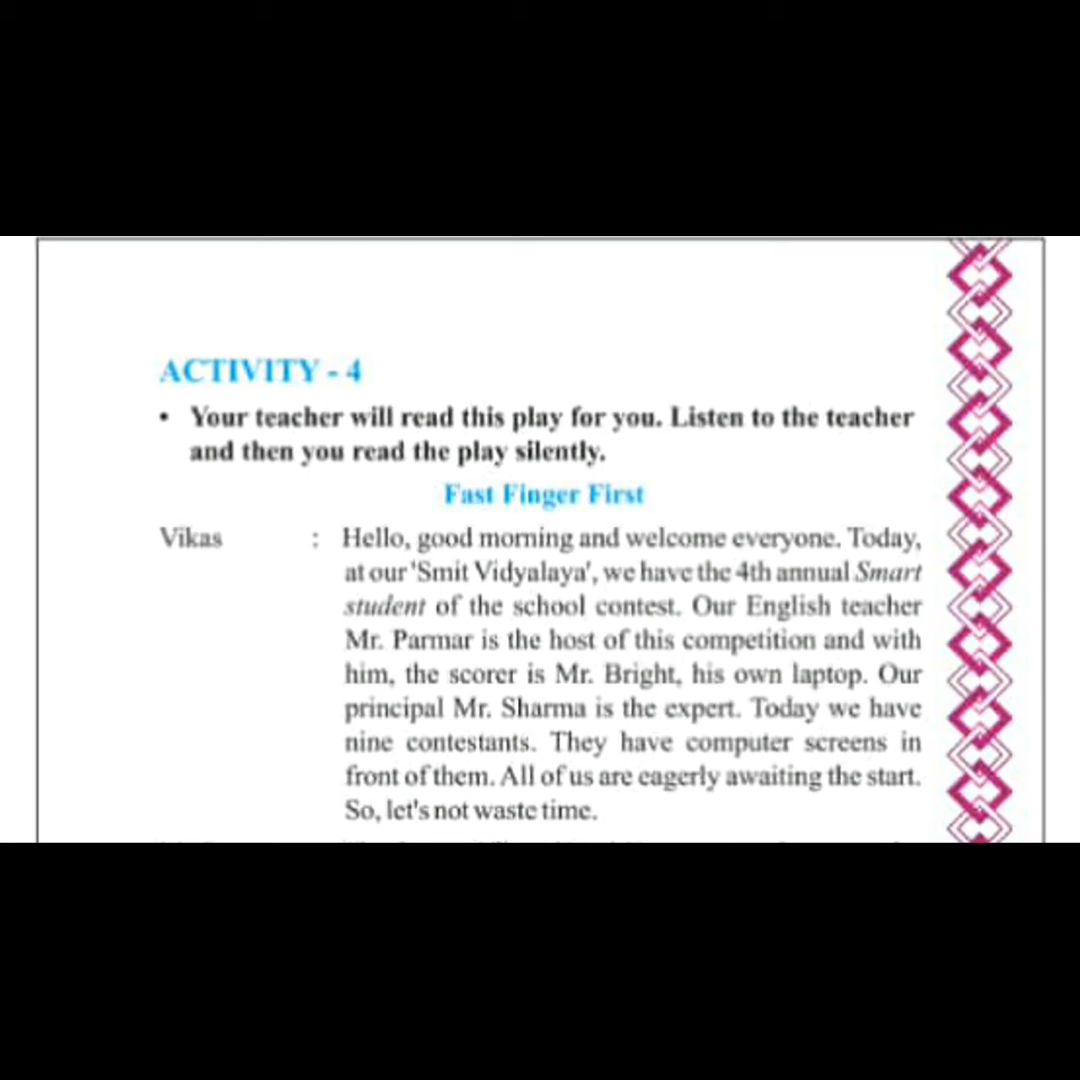 ACTIVITY - 4
• Your teacher will read this play for you. Listen to the teacher
and then you read the play silently.
Fast Finger First
Vikas : Hello, good morning and welcome everyone. Today,
at our 'Smit Vidyalaya', we have the 4th annual Smart
student of the school contest. Our English teacher
Mr. Parmar is the host of this competition and with
him, the scorer is Mr. Bright, his own laptop. Our
principal Mr. Sharma is the expert. Today we have
nine contestants. They have computer screens in
front of them. All of us are eagerly awaiting the start.
So, let's not waste time.